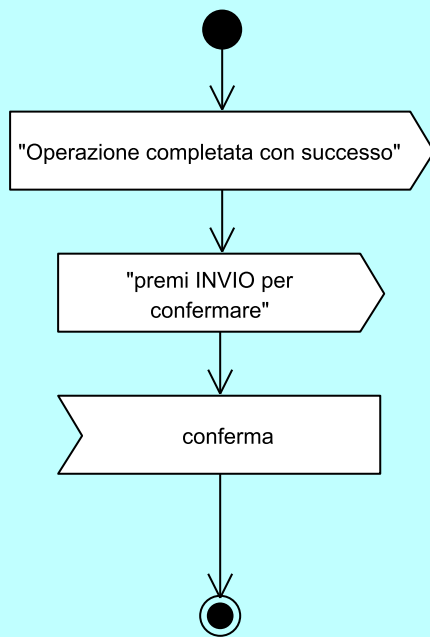 "Operazione completata con successo"
"premi INVIO per
confermare"
conferma